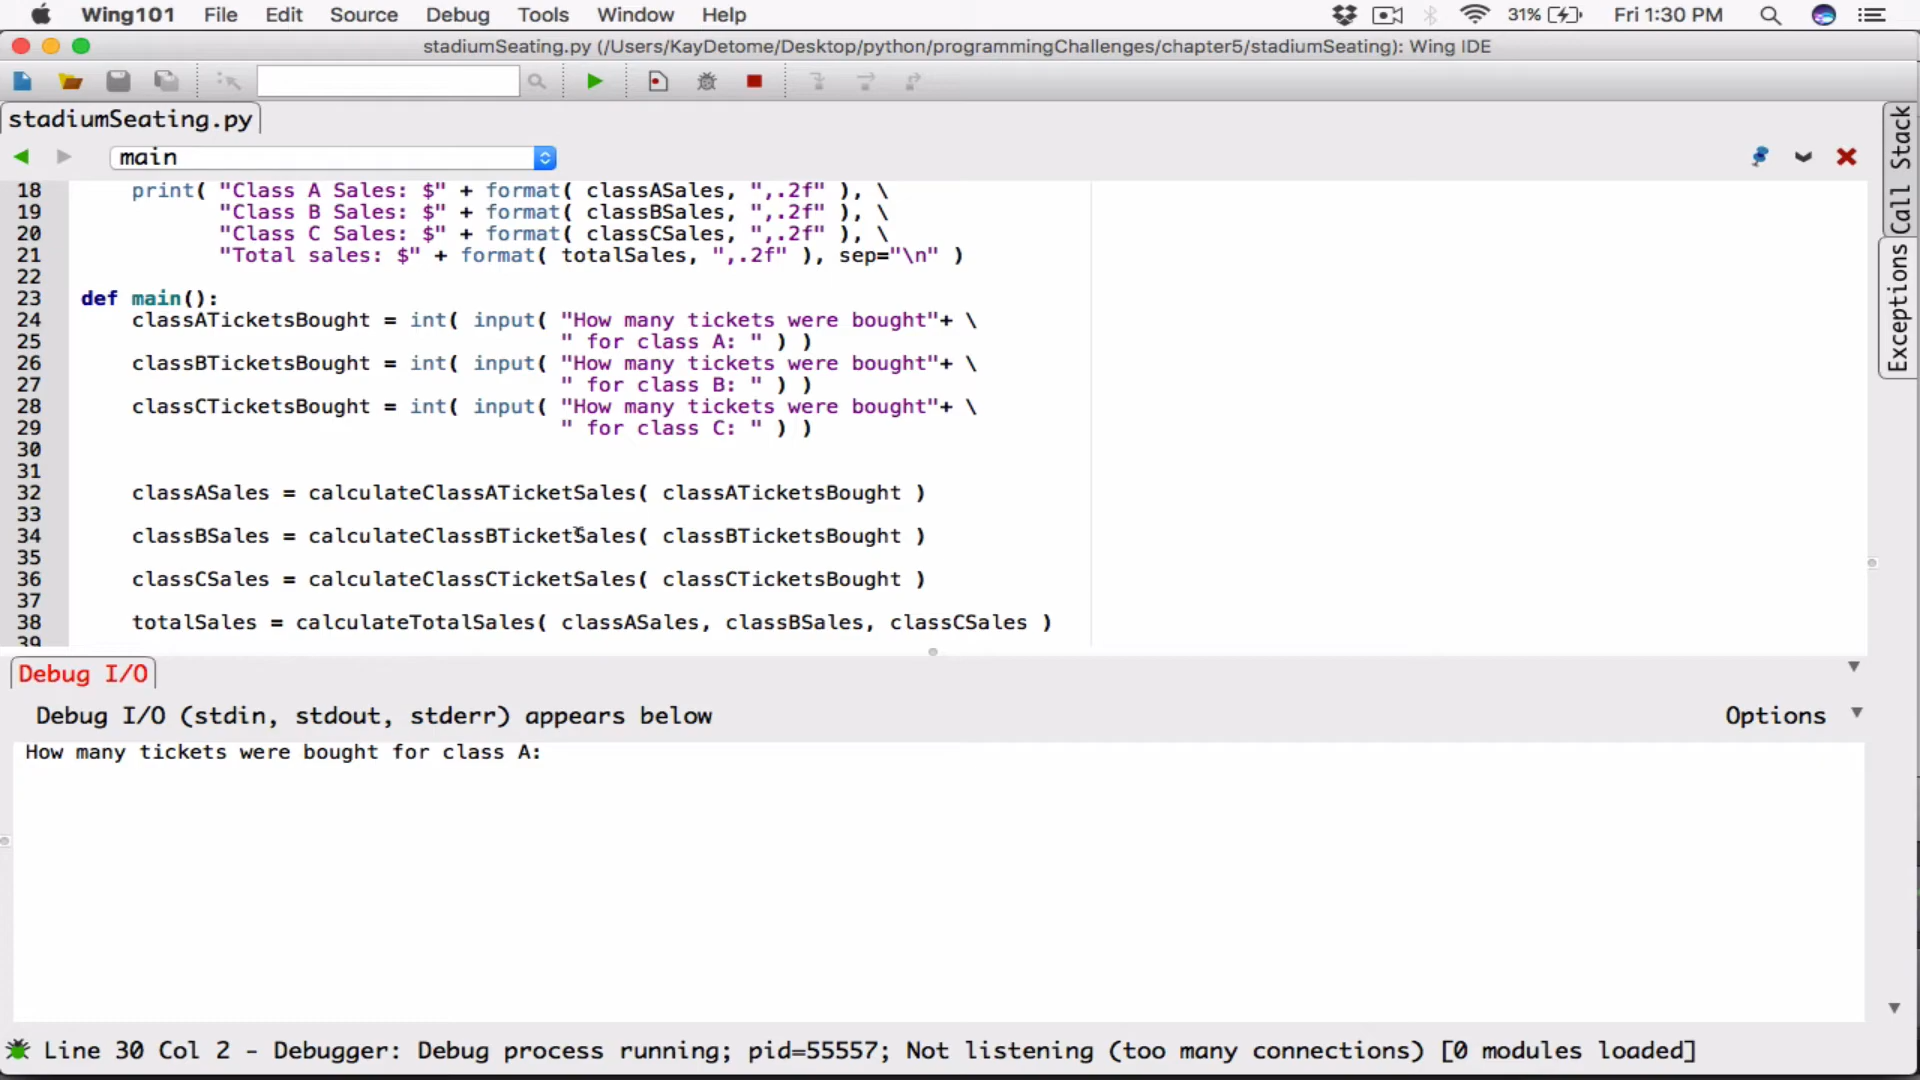 Wing101 File Edit Source Debug Tools Window Help 31% Fri 1:30 PM
stadiumSeating.py (/Users/KayDetome/Desktop/python/programmingChallenges/chapter5/stadiumSeating): Wing IDE
stadiumSeating.py
main
18 print( "Class A Sales: $" + format( classASales, ",.2f" ), \
19 "Class B Sales: $" + format( classBSales, ",.2f" ), \
20 "Class C Sales: $" + format( classCSales, ",.2f" ), \
21 "Total sales: $" + format( totalSales, ",.2f" ), sep="\n" )
22
23 def main():
24 classATicketsBought = int( input( "How many tickets were bought"+ \
25 " for class A: " ) )
26 classBTicketsBought = int( input( "How many tickets were bought"+ \
27 " for class B: " ) )
28 classCTicketsBought = int( input( "How many tickets were bought"+ \
29 " for class C: " ) )
30
31
32 classASales = calculateClassATicketSales( classATicketsBought )
33
34 classBSales = calculateClassBTicketSales( classBTicketsBought )
35
36 classCSales = calculateClassCTicketSales( classCTicketsBought )
37
38 totalSales = calculateTotalSales( classASales, classBSales, classCSales )
39
Call Stack
Exceptions
Debug I/O
Debug I/O (stdin, stdout, stderr) appears below Options
How many tickets were bought for class A:
Line 30 Col 2 - Debugger: Debug process running; pid=55557; Not listening (too many connections) [0 modules loaded]